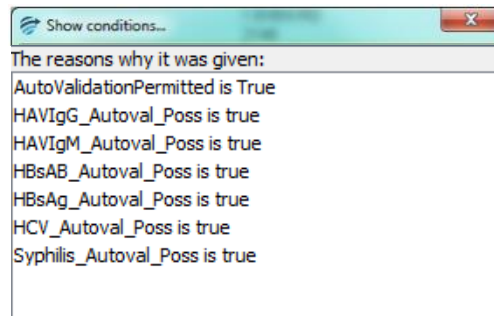 Show conditions...
The reasons why it was given:
AutoValidationPermitted is True
HAVIgG_Autoval_Poss is true
HAVIgM_Autoval_Poss is true
HBsAB_Autoval_Poss is true
HBsAg_Autoval_Poss is true
HCV_Autoval_Poss is true
Syphilis_Autoval_Poss is true